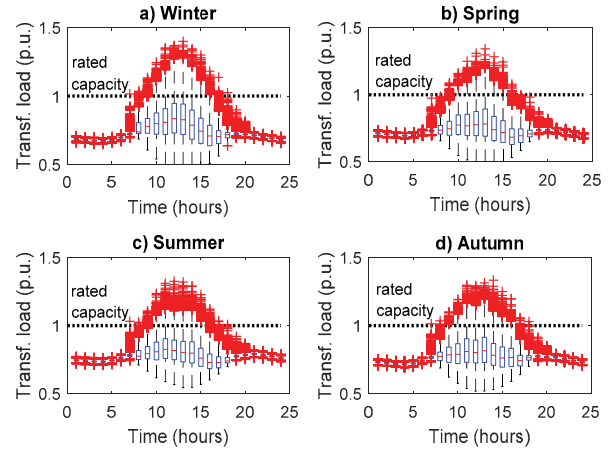 a) Winter
Transf. load (p.u.)
1.5
1
0.5
rated
capacity
0 5 10 15 20 25
Time (hours)
b) Spring
Transf. load (p.u.)
1.5
1
0.5
rated
capacity
0 5 10 15 20 25
Time (hours)
c) Summer
Transf. load (p.u.)
1.5
1
0.5
rated
capacity
0 5 10 15 20 25
Time (hours)
d) Autumn
Transf. load (p.u.)
1.5
1
0.5
rated
capacity
0 5 10 15 20 25
Time (hours)